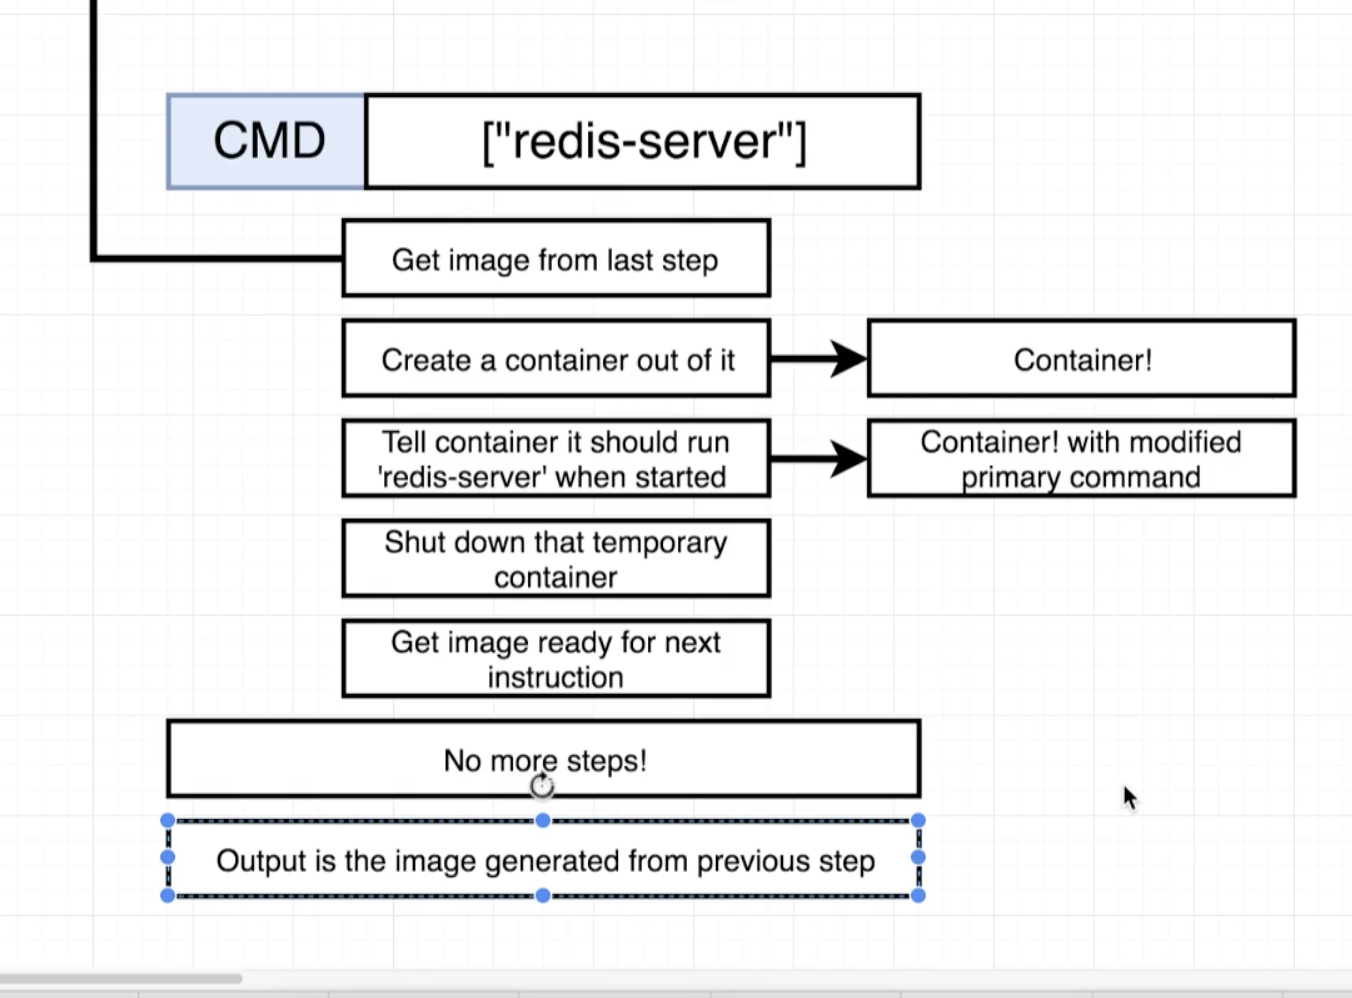 CMD
["redis-server"]
Get image from last step
Create a container out of it
Container!
Tell container it should run
'redis-server' when started
Container! with modified
primary command
Shut down that temporary
container
Get image ready for next
instruction
No more steps!
Output is the image generated from previous step